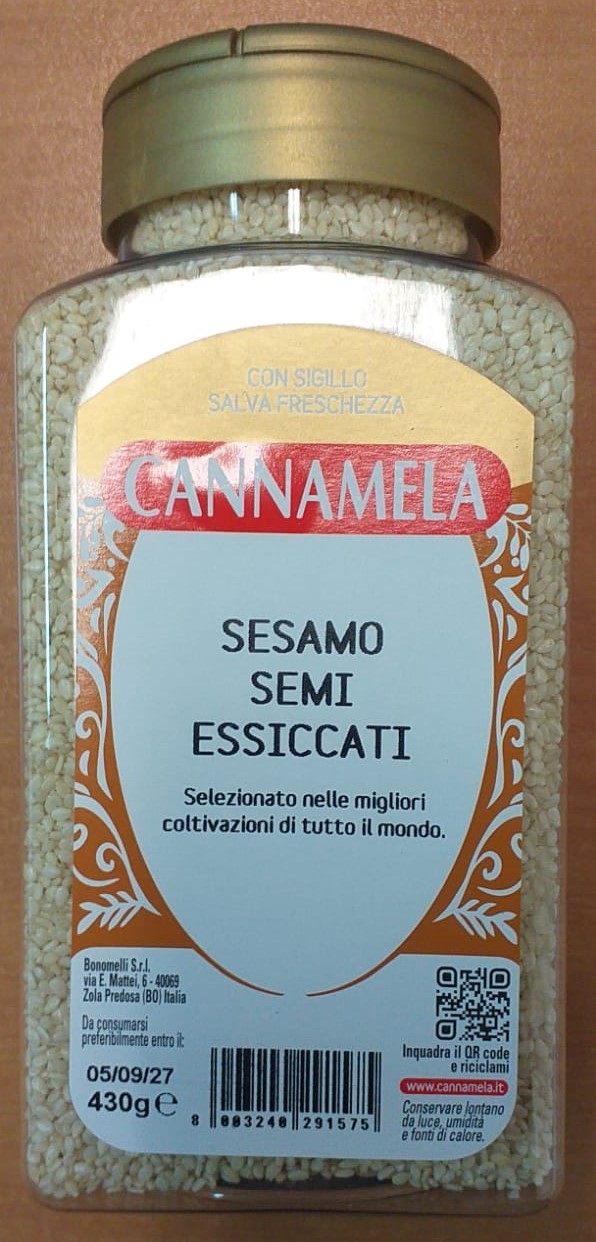 CON SIGILLO
SALVA FRESCHEZZA
CANNAMELA
SESAMO
SEMI
ESSICCATI
Selezionato nelle migliori
coltivazioni di tutto il mondo.
Bonomelli S.r.l.
via E. Mattei, 6 - 40069
Zola Predosa (BO) Italia
Da consumarsi
preferibilmente entro il:
05/09/27
430g e
8 003240 291575
Inquadra il QR code
e riciclami
www.cannamela.it
Conservare lontano
da luce, umidità
e fonti di calore.